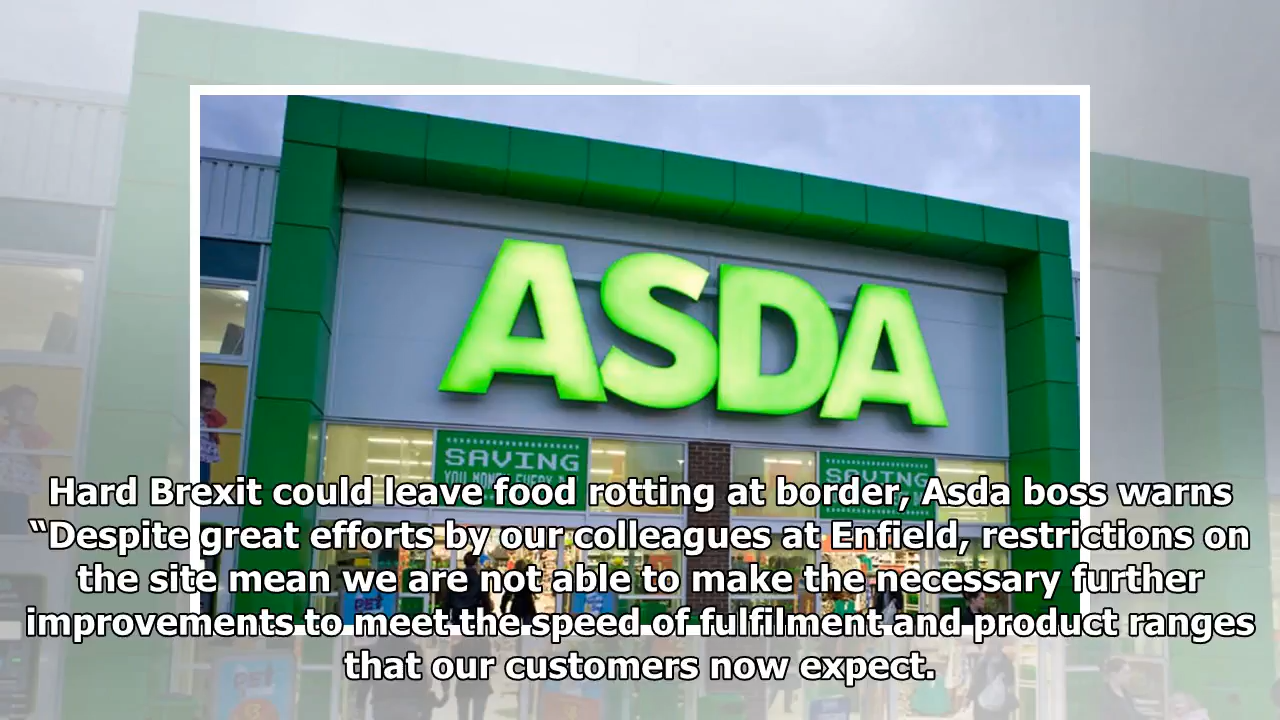 ASDA
SAVING
SAVING
Hard Brexit could leave food rotting at border, Asda boss warns
“Despite great efforts by our colleagues at Enfield, restrictions on
the site mean we are not able to make the necessary further
improvements to meet the speed of fulfilment and product ranges
that our customers now expect.